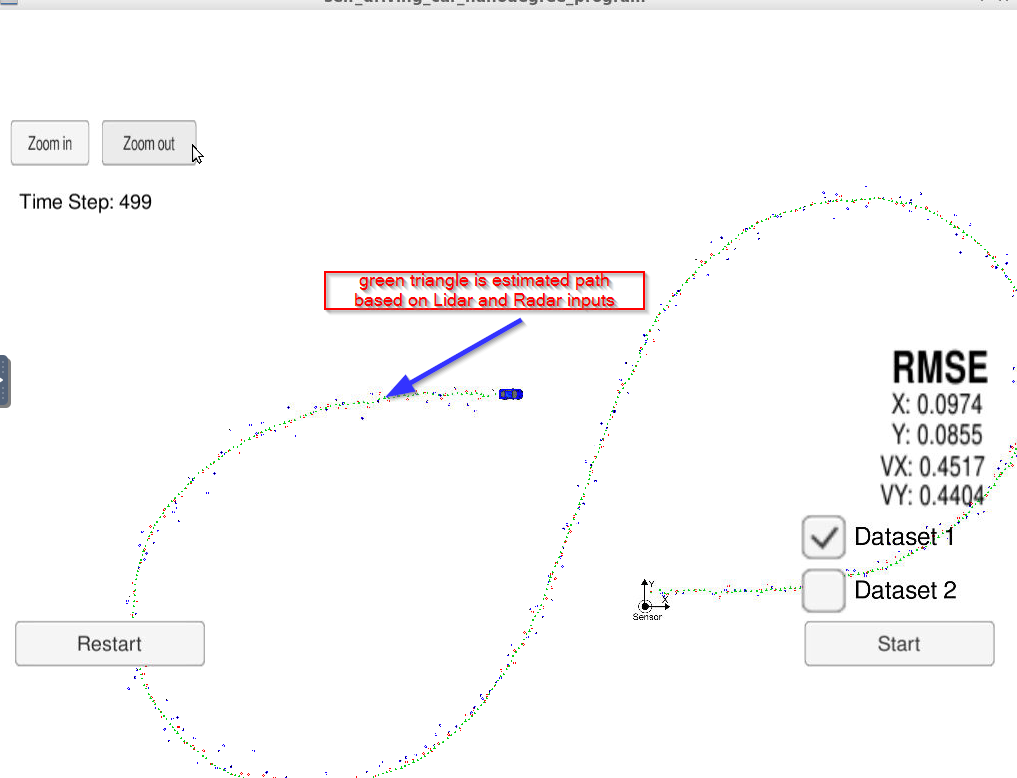 self_driving_car_nanodegree_program
Zoom in
Zoom out
Time Step: 499
green triangle is estimated path
based on Lidar and Radar inputs
RMSE
X: 0.0974
Y: 0.0855
VX: 0.4517
VY: 0.4404
Dataset 1
Dataset 2
Y
X
Sensor
Restart
Start